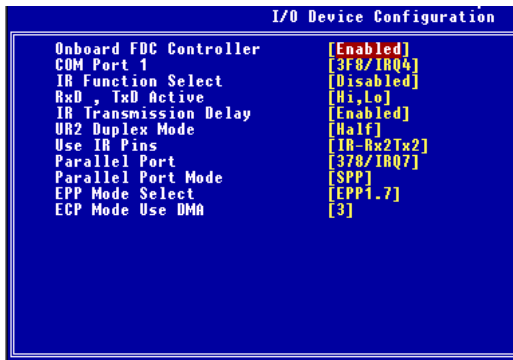 I/O Device Configuration
Onboard FDC Controller [Enabled]
COM Port 1 [3F8/IRQ4]
IR Function Select [Disabled]
RxD , TxD Active [Hi,Lo]
IR Transmission Delay [Enabled]
UR2 Duplex Mode [Half]
Use IR Pins [IR-Rx2Tx2]
Parallel Port [378/IRQ7]
Parallel Port Mode [SPP]
EPP Mode Select [EPP1.7]
ECP Mode Use DMA [3]